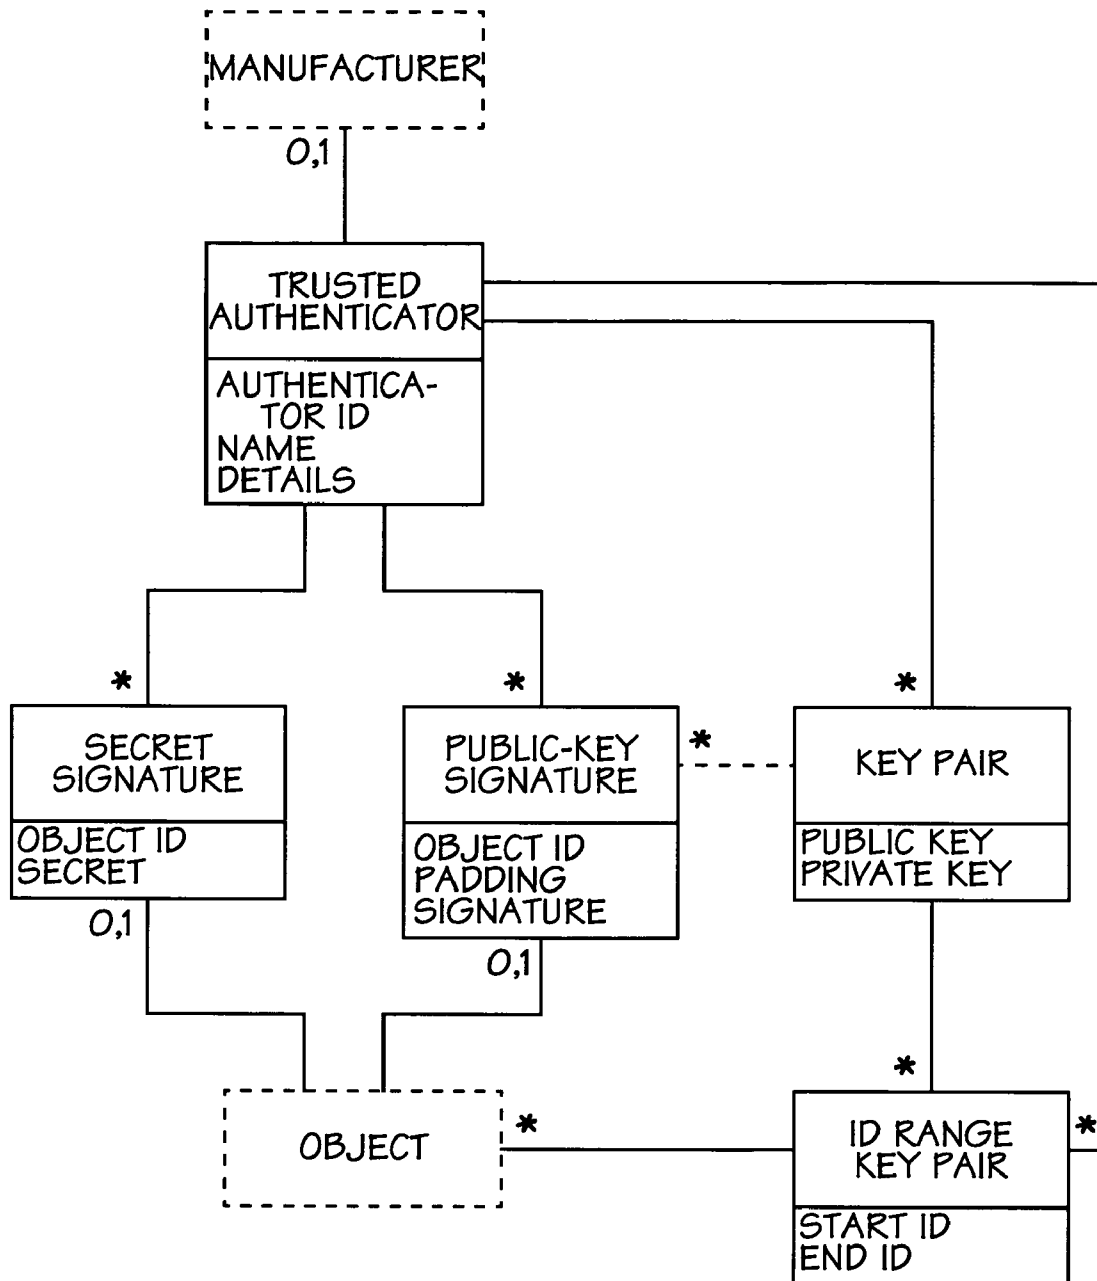 MANUFACTURER
0,1
TRUSTED
AUTHENTICATOR
AUTHENTICA-
TOR ID
NAME
DETAILS
*
*
*
SECRET
SIGNATURE
OBJECT ID
SECRET
0,1
PUBLIC-KEY
SIGNATURE
*
OBJECT ID
PADDING
SIGNATURE
0,1
KEY PAIR
PUBLIC KEY
PRIVATE KEY
*
OBJECT
*
ID RANGE
KEY PAIR
*
START ID
END ID